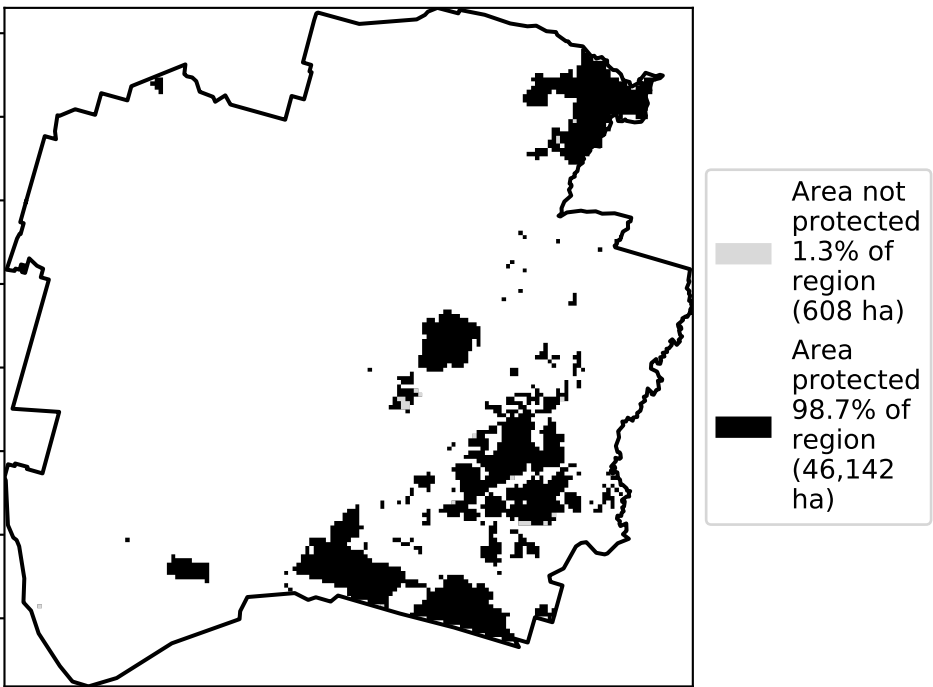 Area not
protected
1.3% of
region
(608 ha)
Area
protected
98.7% of
region
(46,142
ha)